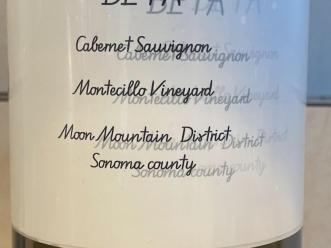 Cabernet Sauvignon
Montecillo Vineyard
Moon Mountain District
Sonoma county